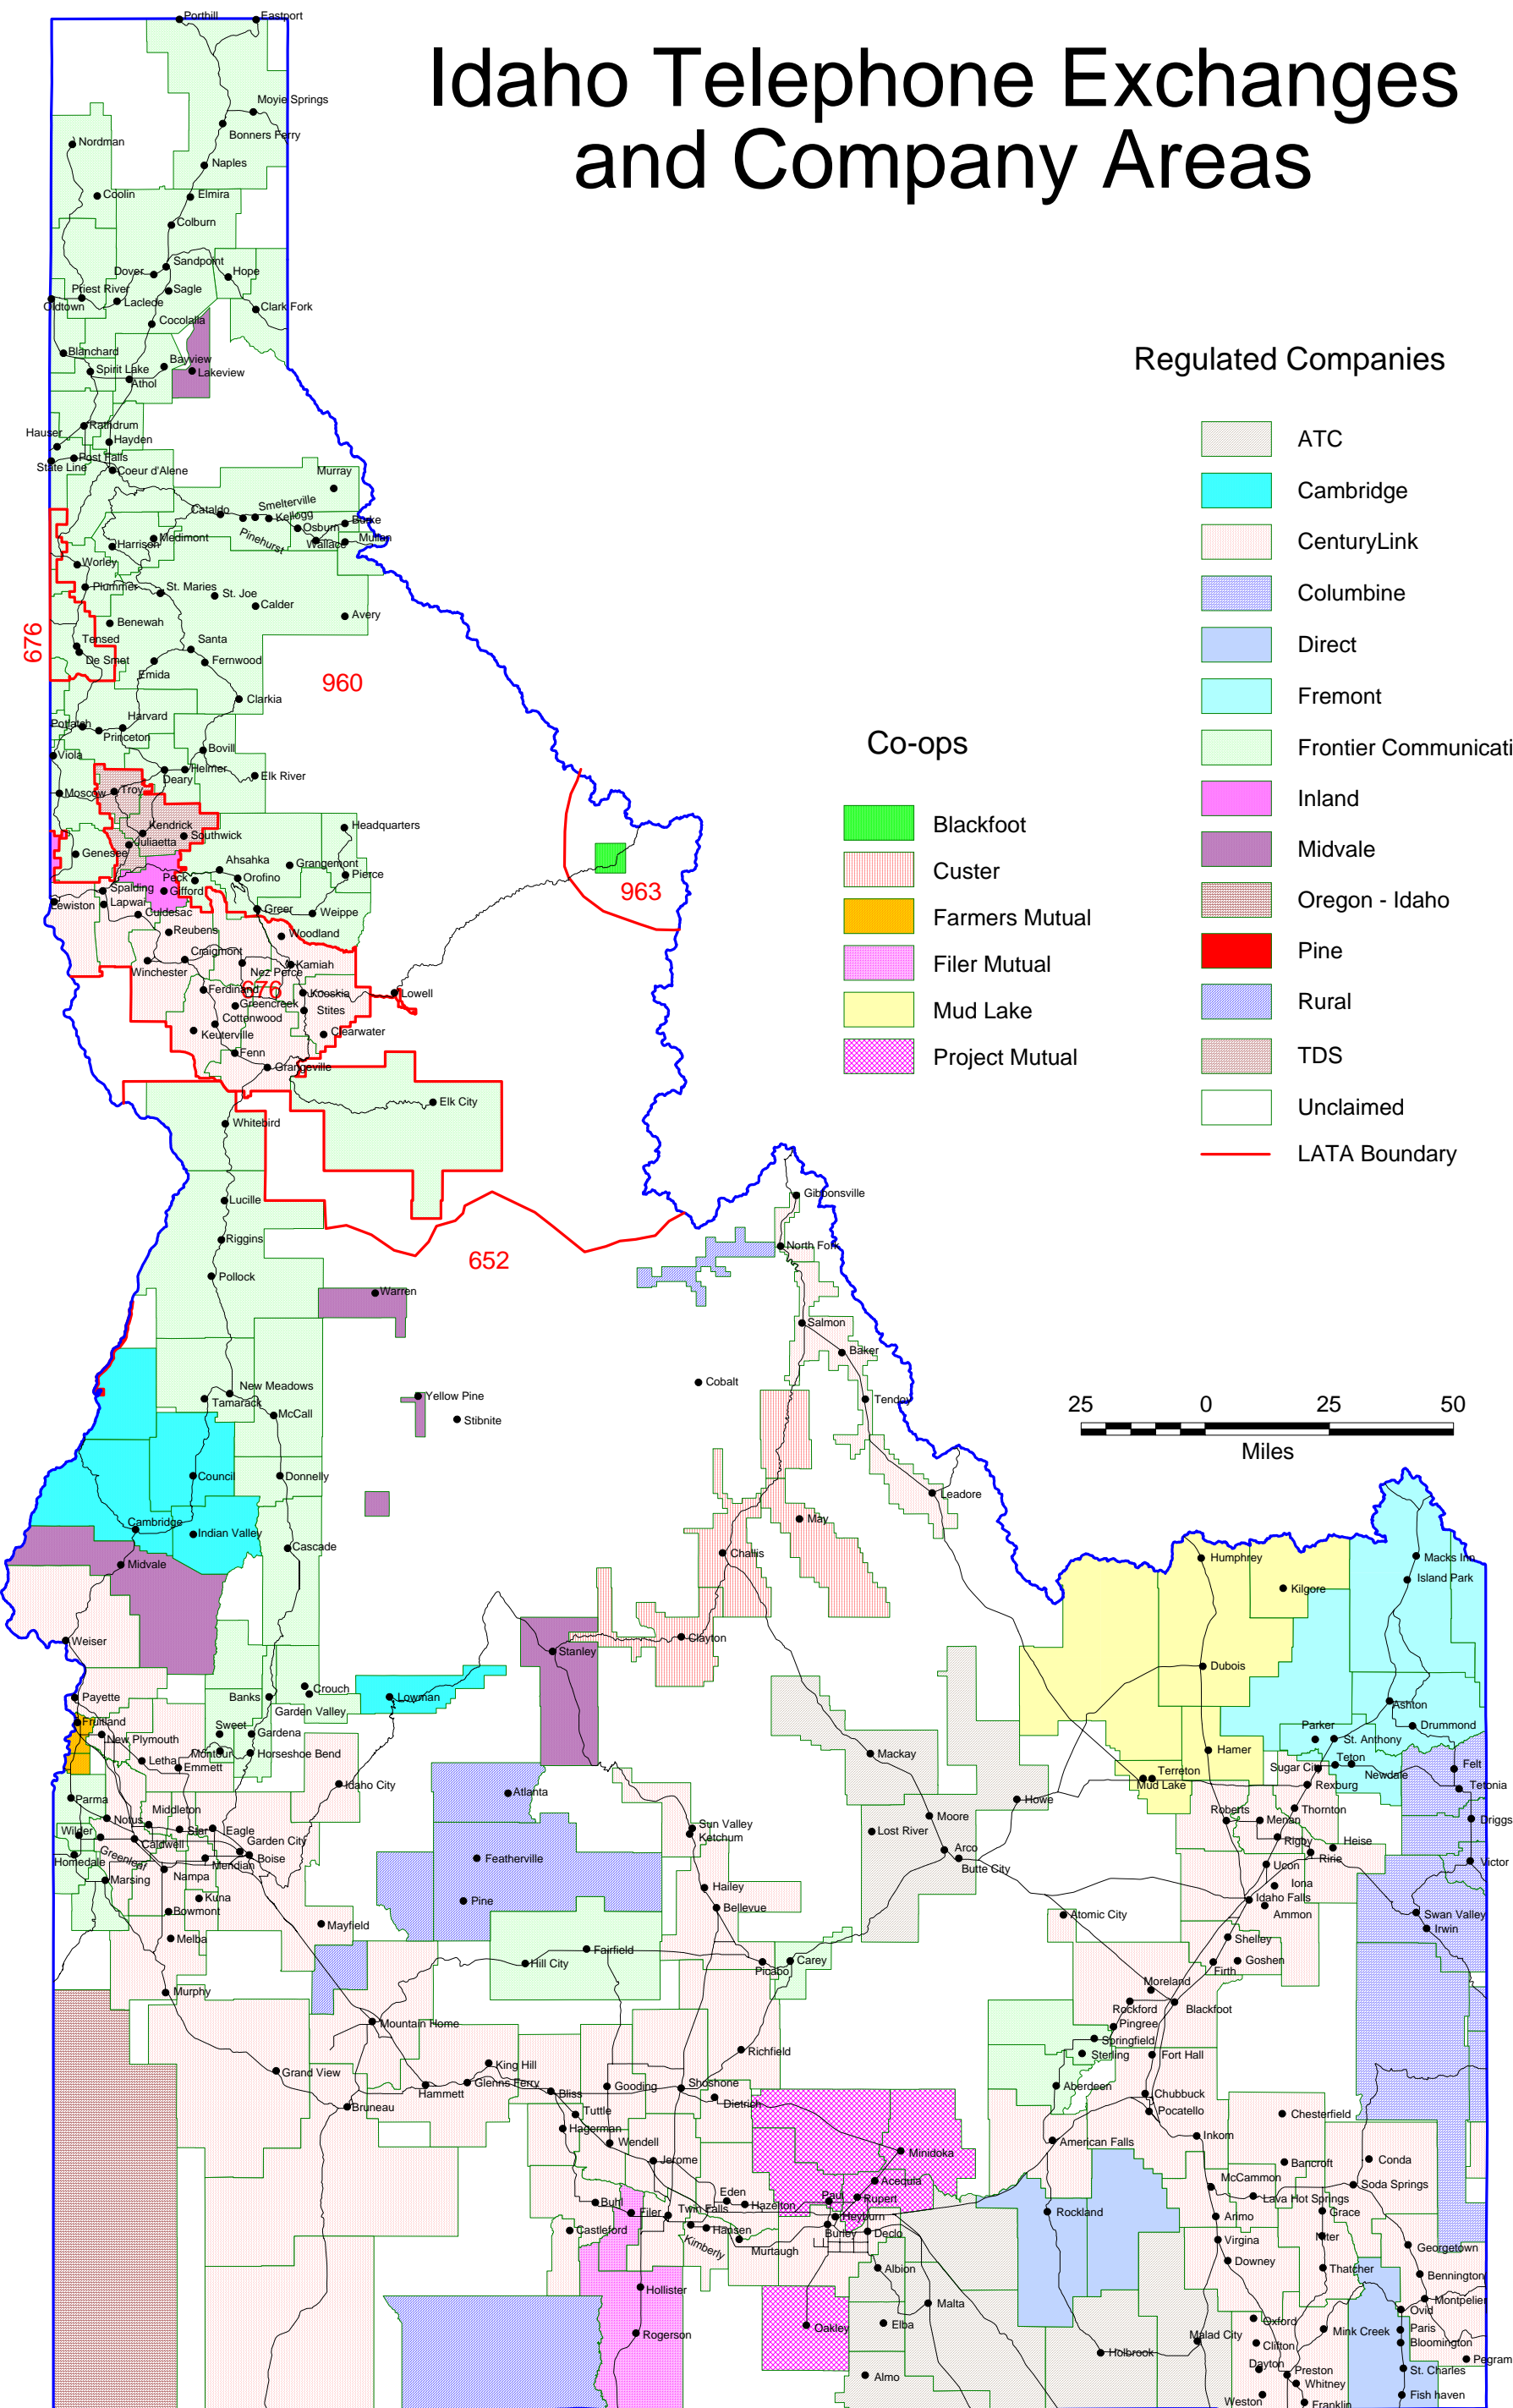 Idaho Telephone Exchanges
and Company Areas
Porthill
Eastport
Moyie Springs
Bonners Ferry
Nordman
Naples
Coolin
Elmira
Colburn
Sandpoint
Dover
Hope
Priest River
Sagle
Oldtown
Laclede
Clark Fork
Cocolalla
Blanchard
Bayview
Spirit Lake
Lakeview
Athol
Rathdrum
Hauser
Hayden
Post Falls
State Line
Coeur d'Alene
Murray
Smelterville
Cataldo
Kellogg
Burke
Osburn
Pinehurst
Wallace
Mullan
Medimont
Harrison
Worley
Plummer
St. Maries
St. Joe
Calder
Avery
Benewah
676
Tensed
Santa
De Smet
Fernwood
Emida
960
Clarkia
Potlatch
Harvard
Princeton
Viola
Bovill
Helmer
Deary
Elk River
Moscow
Troy
Kendrick
Southwick
Headquarters
Juliaetta
Genesee
Ahsahka
Grangemont
Peck
Orofino
Pierce
Spalding
Gifford
963
Lewiston
Lapwai
Culdesac
Greer
Weippe
Reubens
Woodland
Craigmont
Winchester
Nez Perce
Kamiah
Ferdinand
676
Kooskia
Lowell
Greencreek
Stites
Cottonwood
Keuterville
Clearwater
Fenn
Grangeville
Elk City
Whitebird
Lucille
Riggins
Pollock
652
Warren
Gibbonsville
North Fork
Salmon
Baker
Cobalt
Tendoy
New Meadows
Tamarack
McCall
Yellow Pine
Stibnite
Council
Donnelly
Leadore
Cambridge
Indian Valley
May
Cascade
Midvale
Challis
Regulated Companies
ATC
Cambridge
CenturyLink
Columbine
Direct
Fremont
Frontier Communicati
Inland
Midvale
Oregon - Idaho
Pine
Rural
TDS
Unclaimed
LATA Boundary
Co-ops
Blackfoot
Custer
Farmers Mutual
Filer Mutual
Mud Lake
Project Mutual
25 0 25 50
Miles
Humphrey
Macks Inn
Kilgore
Island Park
Weiser
Clayton
Stanley
Dubois
Payette
Banks
Crouch
Garden Valley
Lowman
Ashton
Fruitland
New Plymouth
Sweet
Gardena
Parker
Drummond
St. Anthony
Letha
Montour
Horseshoe Bend
Emmett
Mackay
Hamer
Teton
Sugar City
Newdale
Felt
Idaho City
Atlanta
Terreton
Mud Lake
Rexburg
Tetonia
Parma
Howe
Thornton
Notus
Middleton
Star
Eagle
Sun Valley
Ketchum
Moore
Roberts
Menan
Driggs
Wilder
Caldwell
Garden City
Lost River
Rigby
Heise
Homedale
Greenleaf
Meridian
Boise
Featherville
Arco
Butte City
Ririe
Victor
Marsing
Nampa
Ucon
Kuna
Pine
Hailey
Iona
Idaho Falls
Ammon
Bowmont
Bellevue
Mayfield
Atomic City
Swan Valley
Irwin
Melba
Fairfield
Shelley
Hill City
Picabo
Carey
Goshen
Firth
Murphy
Moreland
Rockford
Blackfoot
Mountain Home
Pingree
Springfield
Sterling
Fort Hall
Grand View
King Hill
Richfield
Hammett
Glenns Ferry
Gooding
Shoshone
Aberdeen
Bruneau
Bliss
Dietrich
Chubbuck
Tuttle
Pocatello
Chesterfield
Hagerman
Wendell
American Falls
Inkom
Minidoka
Jerome
Bancroft
Conda
Acequia
McCammon
Soda Springs
Buhl
Eden
Hazelton
Paul
Rupert
Lava Hot Springs
Filer
Twin Falls
Heyburn
Rockland
Arimo
Grace
Castleford
Kimberly
Hansen
Murtaugh
Burley
Declo
Virgina
Niter
Georgetown
Albion
Downey
Thatcher
Bennington
Hollister
Malta
Montpelier
Ovid
Rogerson
Oakley
Elba
Oxford
Mink Creek
Paris
Malad City
Clifton
Bloomington
Holbrook
Dayton
Pegram
Almo
Preston
St. Charles
Whitney
Weston
Franklin
Fish haven